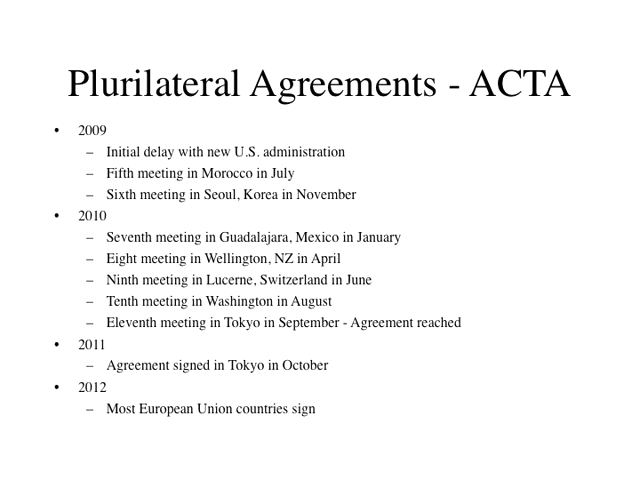 Plurilateral Agreements - ACTA
• 2009
– Initial delay with new U.S. administration
– Fifth meeting in Morocco in July
– Sixth meeting in Seoul, Korea in November
• 2010
– Seventh meeting in Guadalajara, Mexico in January
– Eight meeting in Wellington, NZ in April
– Ninth meeting in Lucerne, Switzerland in June
– Tenth meeting in Washington in August
– Eleventh meeting in Tokyo in September - Agreement reached
• 2011
– Agreement signed in Tokyo in October
• 2012
– Most European Union countries sign